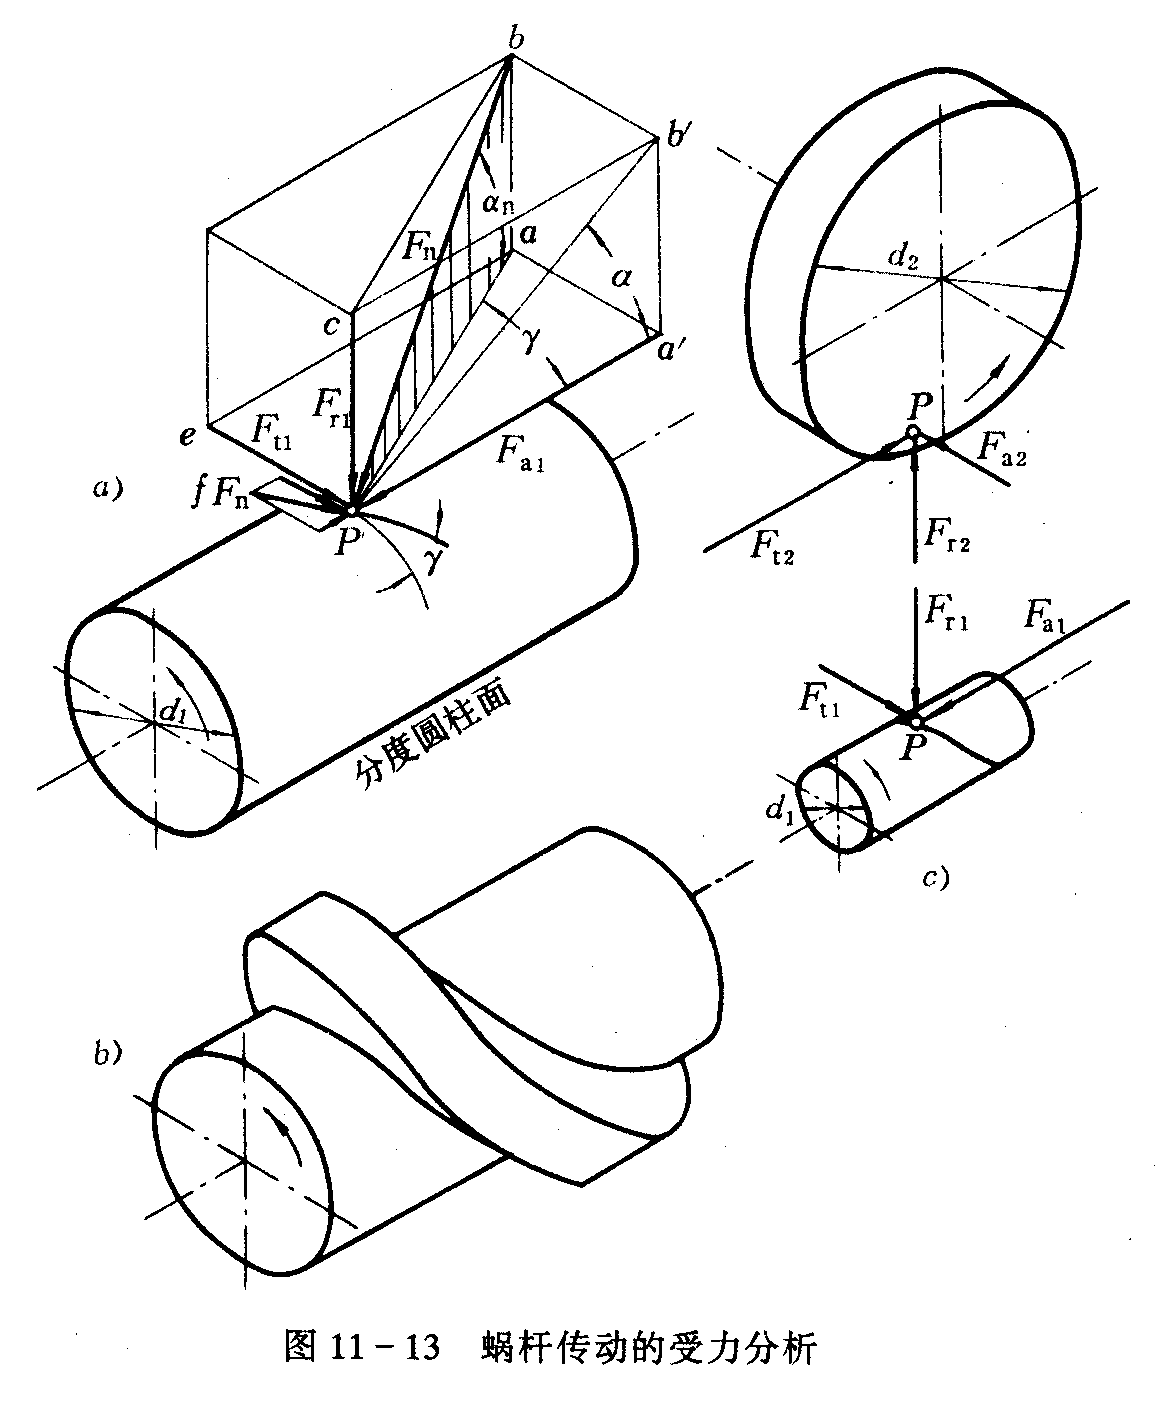 b
b′
αn
Fn
a
α
c
γ
a′
Fr1
e
Ft1
Fa1
a)
fFn
P
γ
d1
分度圆柱面
d2
P
Fa2
Ft2
Fr2
Fr1
Fa1
Ft1
P
d1
c)
b)
图 11-13 蜗杆传动的受力分析